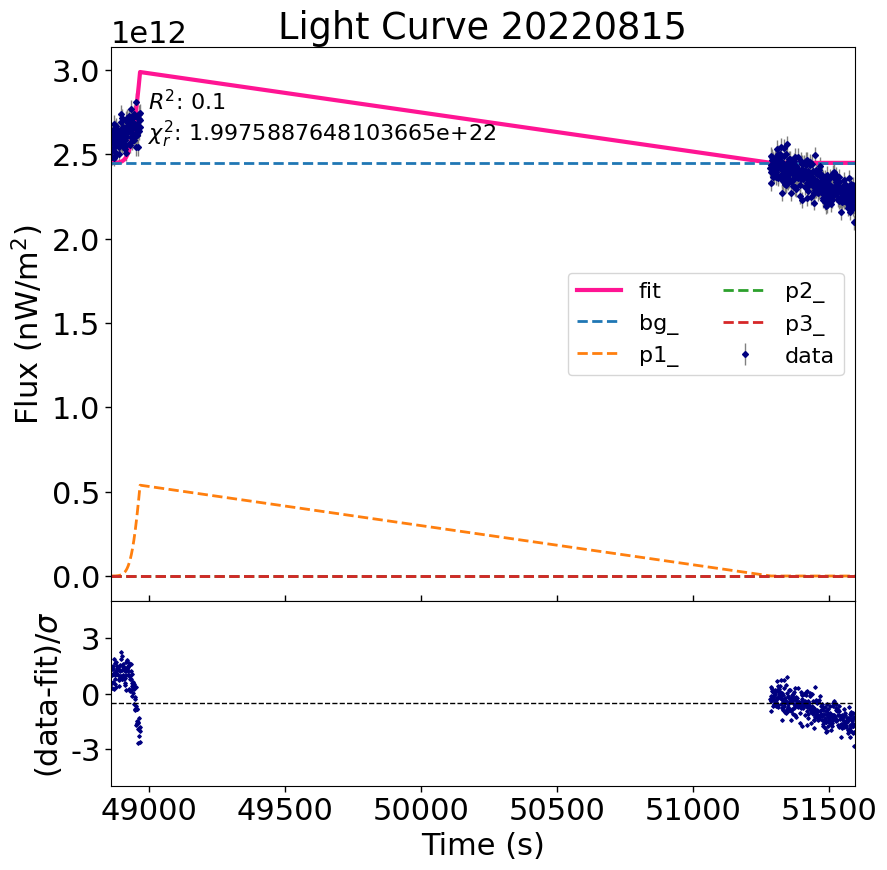 Light Curve 20220815
1e12
R²: 0.1
χ²ᵣ: 1.9975887648103665e+22
3.0
2.5
2.0
1.5
1.0
0.5
0.0
Flux (nW/m²)
fit
bg_
p1_
p2_
p3_
data
3
0
-3
(data-fit)/σ
49000 49500 50000 50500 51000 51500
Time (s)